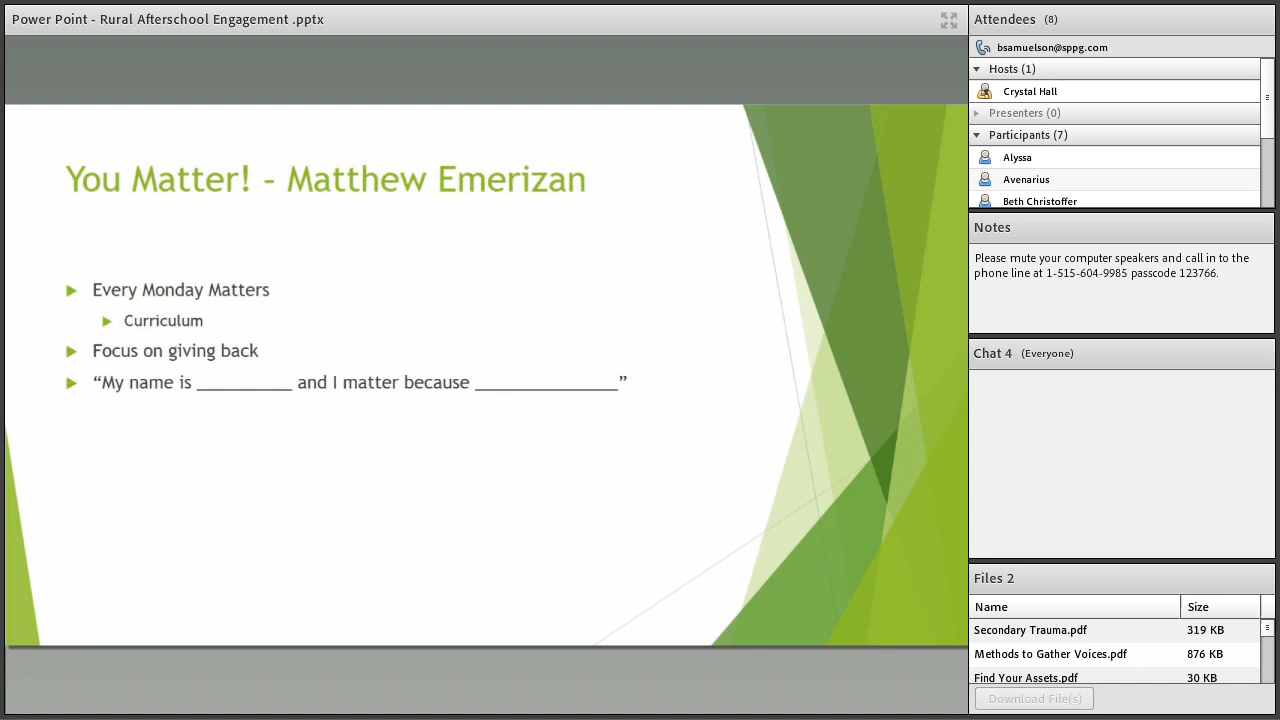 Power Point - Rural Afterschool Engagement .pptx
You Matter! – Matthew Emerizan
Every Monday Matters
Curriculum
Focus on giving back
“My name is __________ and I matter because _______________”
Attendees (8)
bsamuelson@sppg.com
Hosts (1)
Crystal Hall
Presenters (0)
Participants (7)
Alyssa
Avenarius
Beth Christoffer
Notes
Please mute your computer speakers and call in to the
phone line at 1-515-604-9985 passcode 123766.
Chat 4 (Everyone)
Files 2
Name Size
Secondary Trauma.pdf 319 KB
Methods to Gather Voices.pdf 876 KB
Find Your Assets.pdf 30 KB
Download File(s)